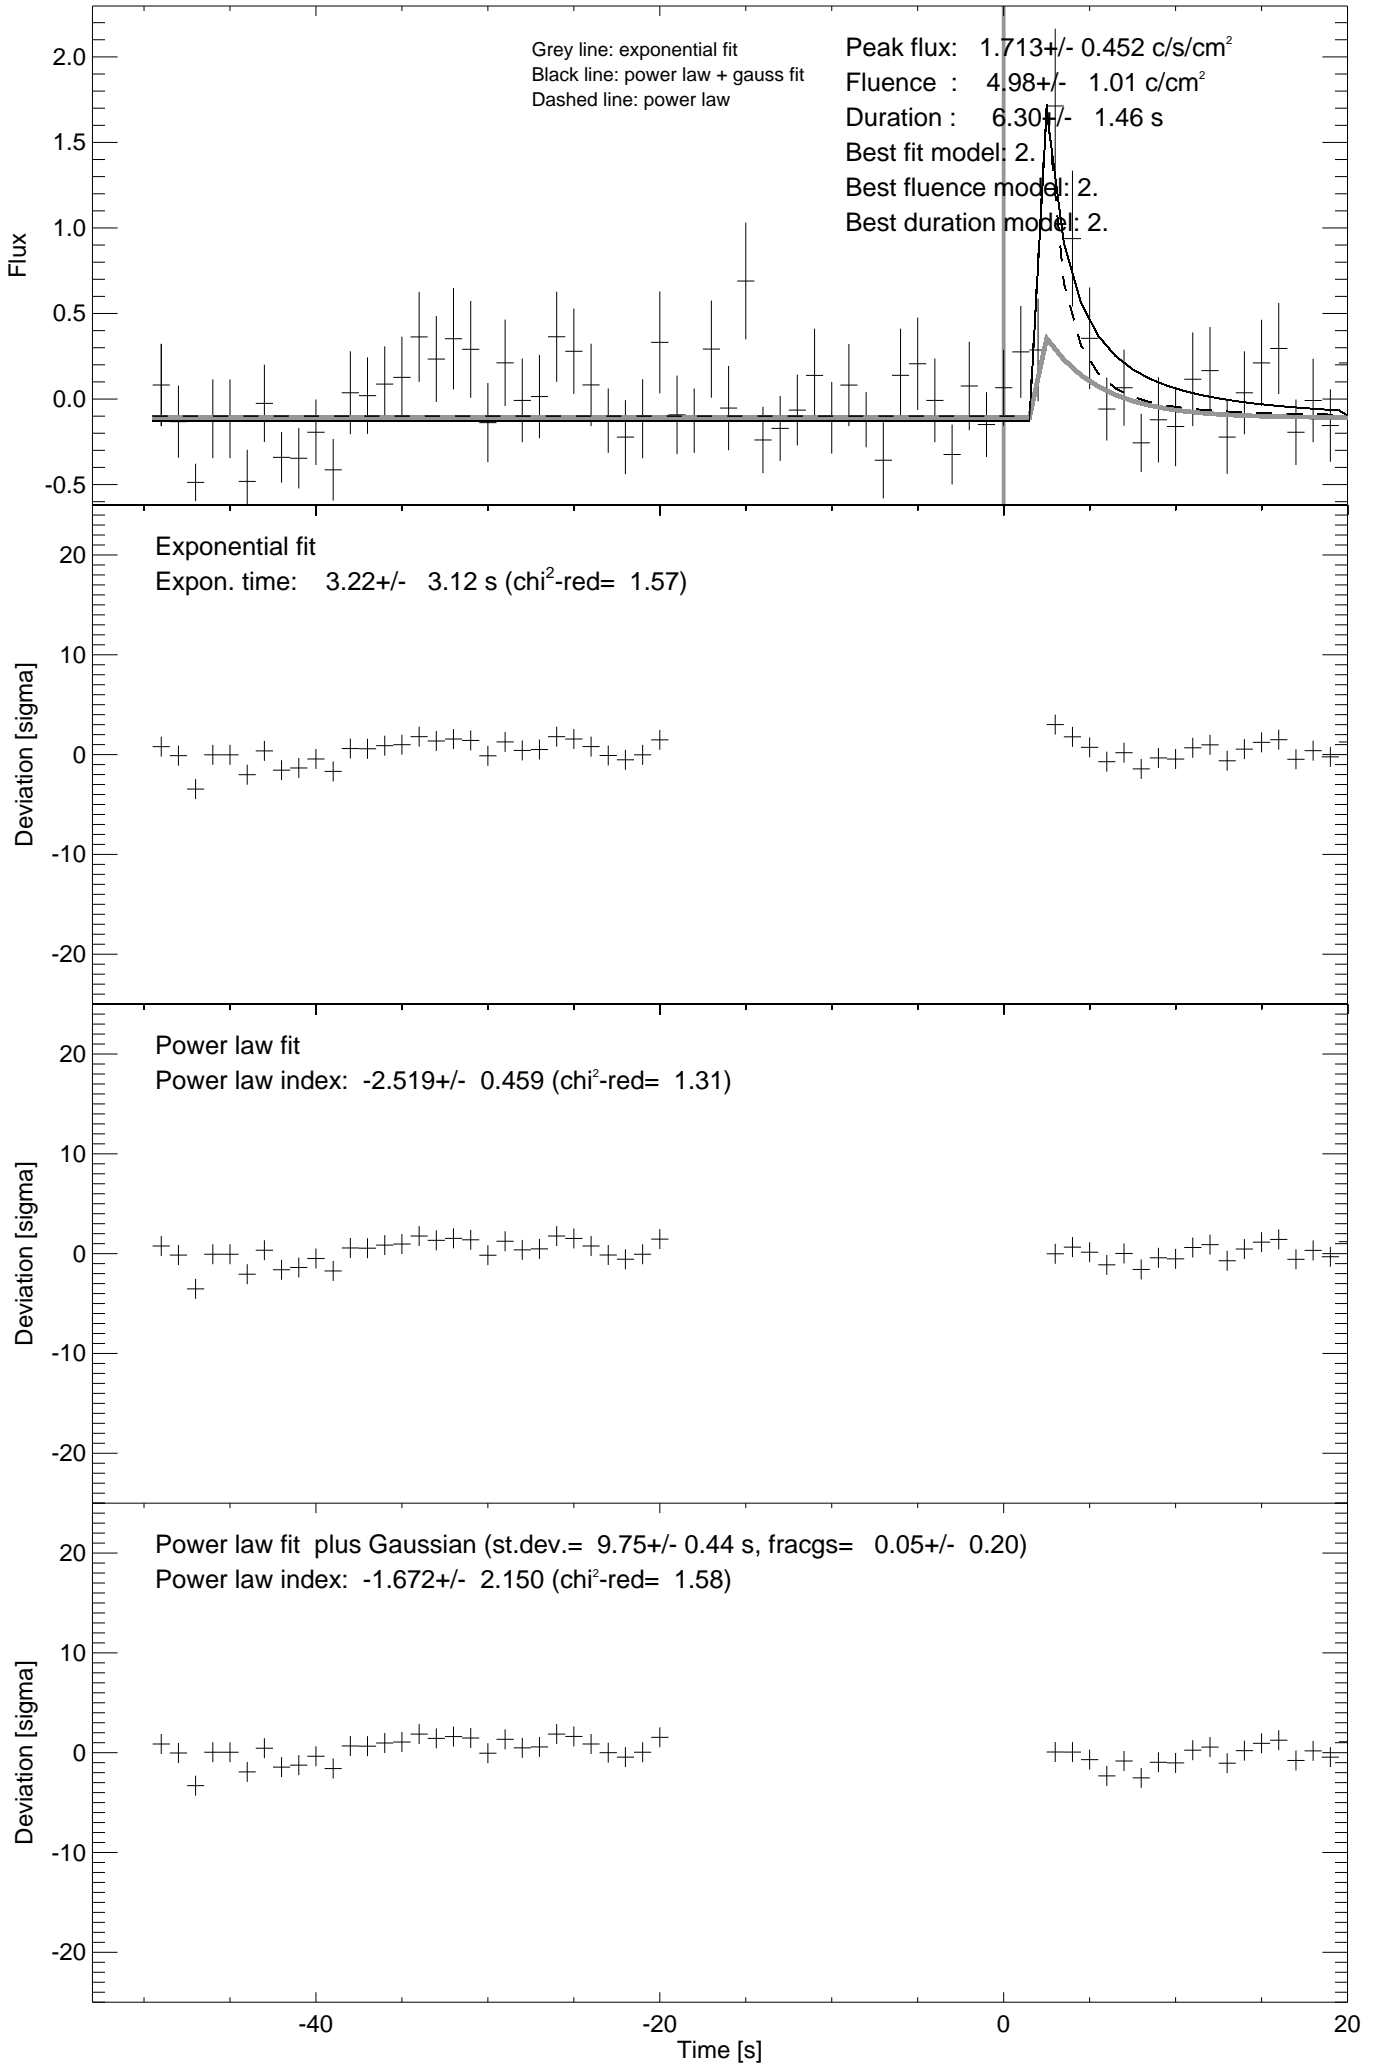 Grey line: exponential fit
Black line: power law + gauss fit
Dashed line: power law
Peak flux: 1.713+/- 0.452 c/s/cm²
Fluence : 4.98+/- 1.01 c/cm²
Duration : 6.30+/- 1.46 s
Best fit model: 2.
Best fluence model: 2.
Best duration model: 2.
2.0
1.5
1.0
0.5
0.0
-0.5
Flux
Exponential fit
Expon. time: 3.22+/- 3.12 s (chi²-red= 1.57)
20
10
0
-10
-20
Deviation [sigma]
Power law fit
Power law index: -2.519+/- 0.459 (chi²-red= 1.31)
20
10
0
-10
-20
Deviation [sigma]
Power law fit plus Gaussian (st.dev.= 9.75+/- 0.44 s, fracgs= 0.05+/- 0.20)
Power law index: -1.672+/- 2.150 (chi²-red= 1.58)
20
10
0
-10
-20
Deviation [sigma]
-40 -20 0 20
Time [s]